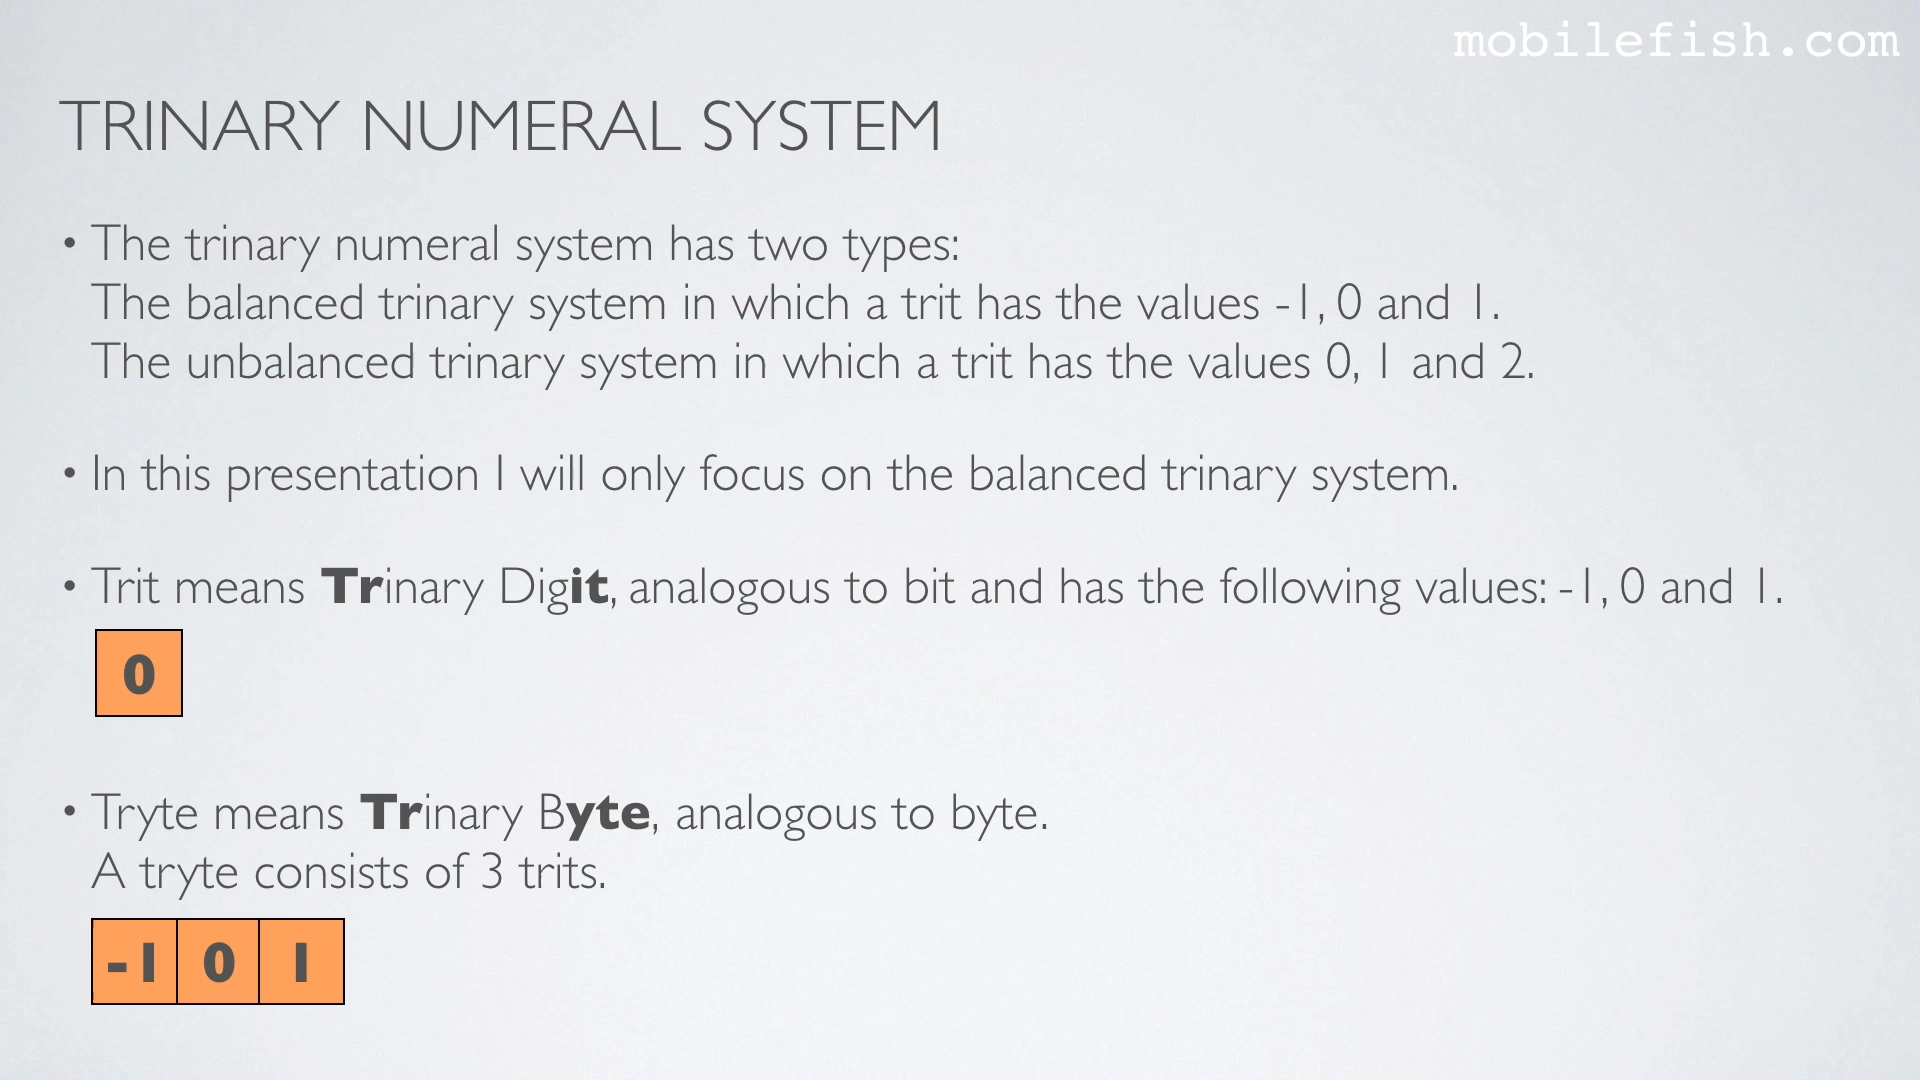 mobilefish.com
TRINARY NUMERAL SYSTEM
• The trinary numeral system has two types:
The balanced trinary system in which a trit has the values -1, 0 and 1.
The unbalanced trinary system in which a trit has the values 0, 1 and 2.
• In this presentation I will only focus on the balanced trinary system.
• Trit means Trinary Digit, analogous to bit and has the following values: -1, 0 and 1.
0
• Tryte means Trinary Byte, analogous to byte.
A tryte consists of 3 trits.
-1 0 1